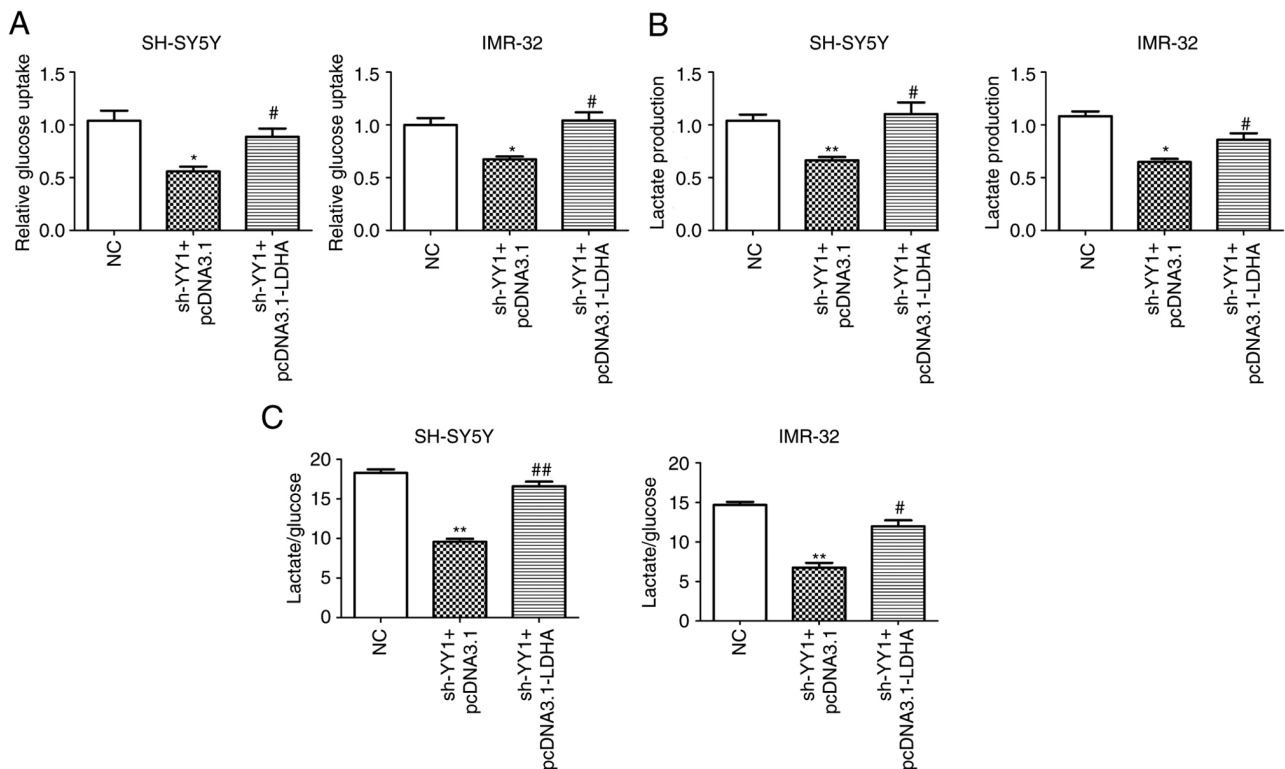 A
SH-SY5Y
Relative glucose uptake
1.5
1.0
0.5
0.0
*
#
NC
sh-YY1+
pcDNA3.1
sh-YY1+
pcDNA3.1-LDHA
IMR-32
Relative glucose uptake
1.5
1.0
0.5
0.0
*
#
NC
sh-YY1+
pcDNA3.1
sh-YY1+
pcDNA3.1-LDHA
B
SH-SY5Y
Lactate production
1.5
1.0
0.5
0.0
**
#
NC
sh-YY1+
pcDNA3.1
sh-YY1+
pcDNA3.1-LDHA
IMR-32
Lactate production
1.5
1.0
0.5
0.0
*
#
NC
sh-YY1+
pcDNA3.1
sh-YY1+
pcDNA3.1-LDHA
C
SH-SY5Y
Lactate/glucose
20
15
10
5
0
**
##
NC
sh-YY1+
pcDNA3.1
sh-YY1+
pcDNA3.1-LDHA
IMR-32
Lactate/glucose
20
15
10
5
0
**
#
NC
sh-YY1+
pcDNA3.1
sh-YY1+
pcDNA3.1-LDHA